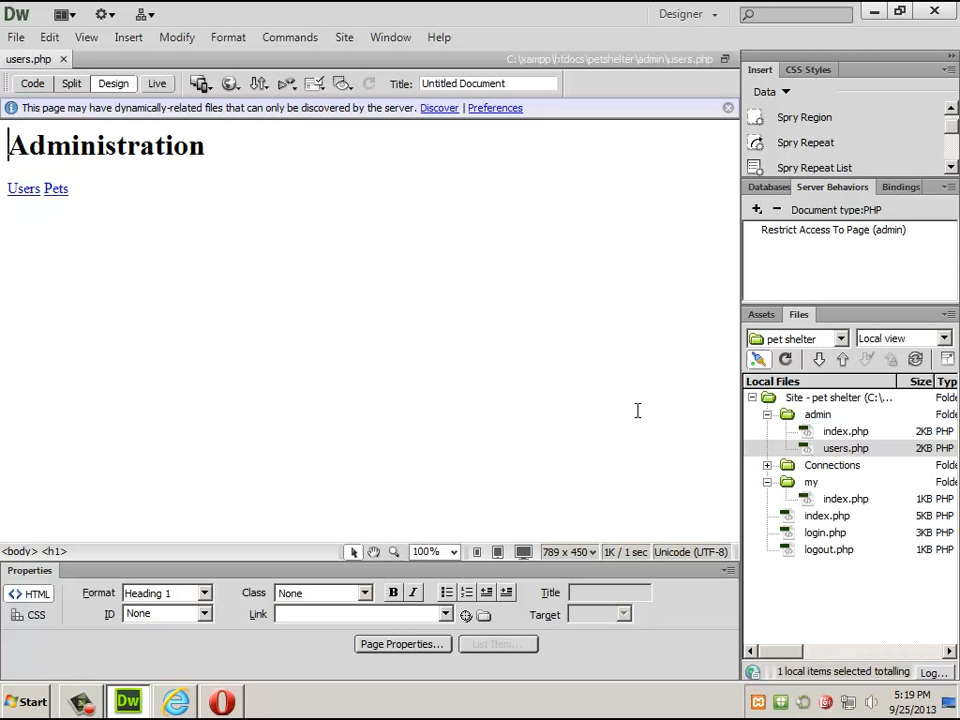 Dw
Designer
File Edit View Insert Modify Format Commands Site Window Help
users.php
C:\xampp\htdocs\petshelter\admin\users.php
Code Split Design Live Title: Untitled Document
This page may have dynamically-related files that can only be discovered by the server. Discover | Preferences
Administration
Users Pets
<body> <h1>
100%
789 x 450
1K / 1 sec
Unicode (UTF-8)
Properties
<> HTML
Format Heading 1
Class None
B I
Title
CSS
ID None
Link
Target
Page Properties...
List Item...
Insert CSS Styles
Data
Spry Region
Spry Repeat
Spry Repeat List
Databases Server Behaviors Bindings
Document type:PHP
Restrict Access To Page (admin)
Assets Files
pet shelter Local view
Local Files Size Typ
Site - pet shelter (C:\... Folde
admin Folde
index.php 2KB PHP
users.php 2KB PHP
Connections Folde
my Folde
index.php 1KB PHP
index.php 5KB PHP
login.php 3KB PHP
logout.php 1KB PHP
1 local items selected totalling Log...
Start
Dw
5:19 PM
9/25/2013